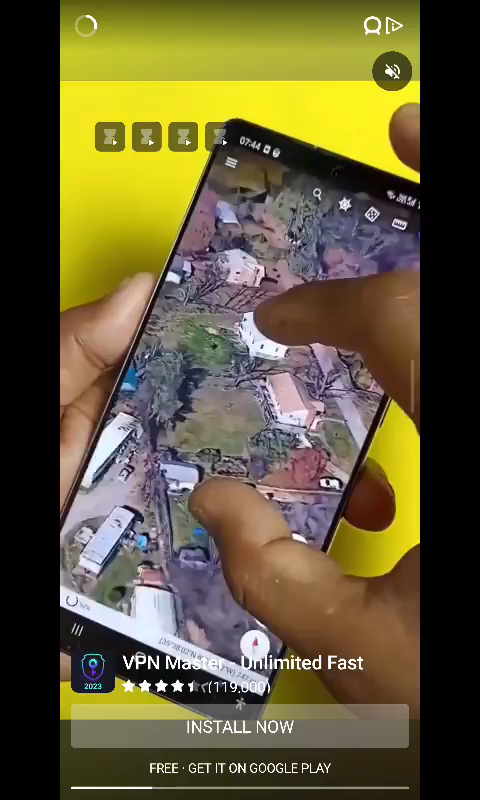 07:44
VPN Master - Unlimited Fast
2023
(119,000)
INSTALL NOW
FREE · GET IT ON GOOGLE PLAY